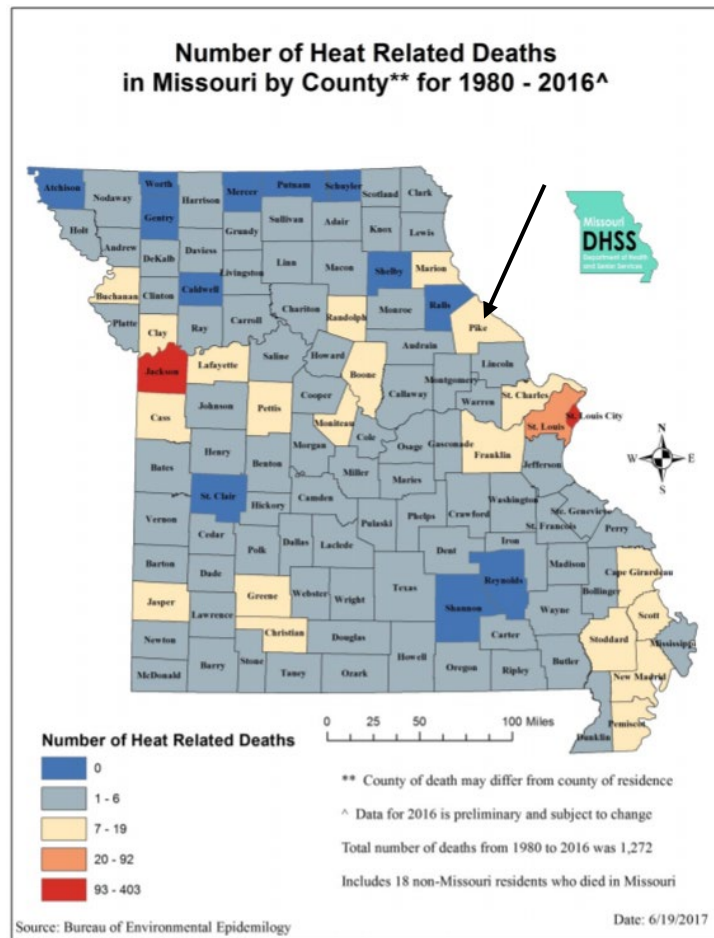 Number of Heat Related Deaths
in Missouri by County** for 1980 - 2016^
Atchison
Nodaway
Worth
Gentry
Harrison
Mercer
Putnam
Schuyler
Scotland
Clark
Holt
Andrew
DeKalb
Daviess
Grundy
Sullivan
Adair
Knox
Lewis
Missouri
DHSS
Department of Health
and Senior Services
Buchanan
Clinton
Caldwell
Livingston
Linn
Macon
Shelby
Marion
Platte
Clay
Ray
Carroll
Chariton
Randolph
Monroe
Ralls
Pike
Audrain
Jackson
Lafayette
Saline
Howard
Boone
Callaway
Montgomery
Lincoln
Warren
St. Charles
St. Louis City
St. Louis
Cass
Johnson
Pettis
Cooper
Moniteau
Cole
Osage
Gasconade
Franklin
Jefferson
N
W
E
S
Bates
Henry
Benton
Morgan
Miller
Maries
St. Clair
Hickory
Camden
Pulaski
Phelps
Crawford
Washington
St. Francois
Ste. Genevieve
Perry
Vernon
Cedar
Polk
Dallas
Laclede
Dent
Iron
Madison
Cape Girardeau
Bollinger
Barton
Dade
Greene
Webster
Wright
Texas
Shannon
Reynolds
Wayne
Scott
Stoddard
Mississippi
Jasper
Lawrence
Christian
Douglas
Carter
Butler
New Madrid
Newton
McDonald
Barry
Stone
Taney
Ozark
Howell
Oregon
Ripley
Dunklin
Pemiscot
0 25 50 100 Miles
Number of Heat Related Deaths
0
1 - 6
7 - 19
20 - 92
93 - 403
** County of death may differ from county of residence
^ Data for 2016 is preliminary and subject to change
Total number of deaths from 1980 to 2016 was 1,272
Includes 18 non-Missouri residents who died in Missouri
Source: Bureau of Environmental Epidemilogy
Date: 6/19/2017